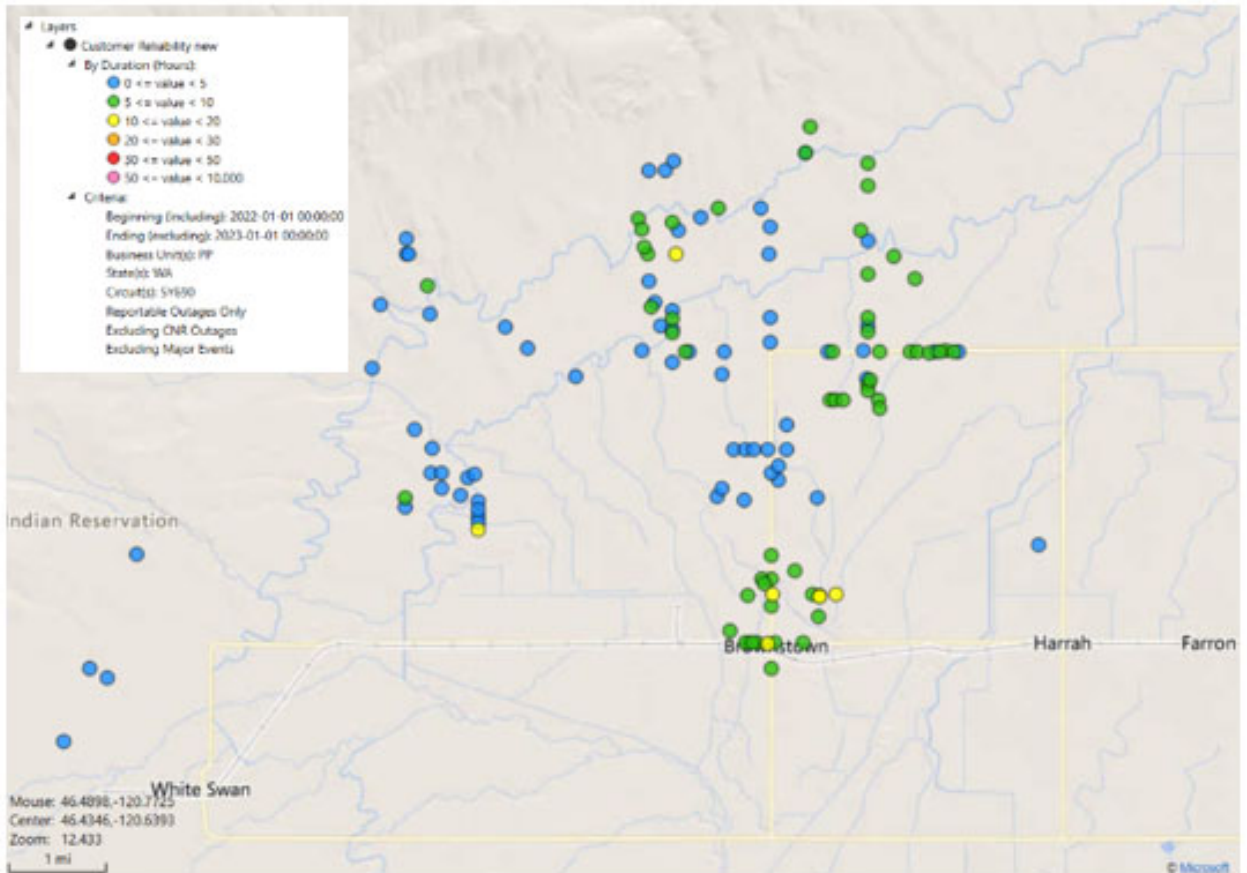 Layers
Customer Reliability new
By Duration (Hours):
0 <= value < 5
5 <= value < 10
10 <= value < 20
20 <= value < 30
30 <= value < 50
50 <= value < 10,000
Criteria:
Beginning (including): 2022-01-01 00:00:00
Ending (excluding): 2023-01-01 00:00:00
Business Unit(s): PP
State(s): WA
Circuit(s): 5Y690
Reportable Outages Only
Excluding CNR Outages
Excluding Major Events
Indian Reservation
Brownstown
Harrah
Farron
White Swan
Mouse: 46.4898,-120.7725
Center: 46.4346,-120.6393
Zoom: 12.433
1 mi
© Microsoft